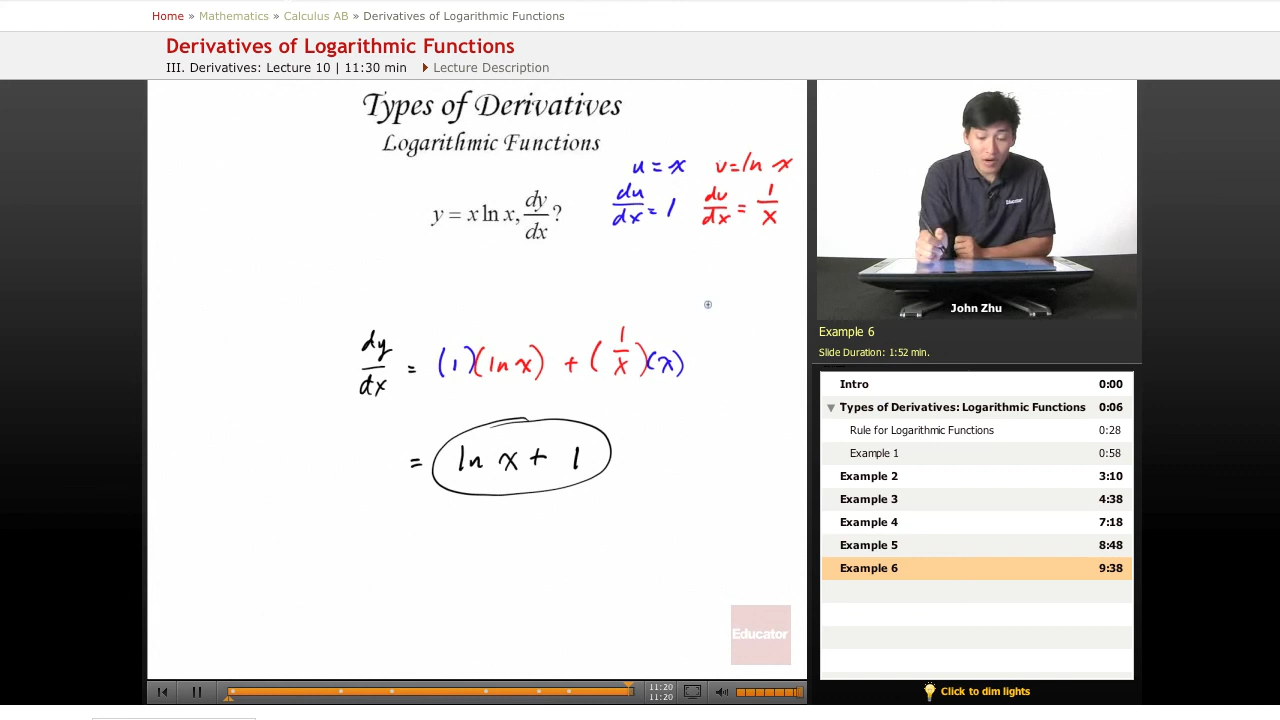 Home » Mathematics » Calculus AB » Derivatives of Logarithmic Functions
Derivatives of Logarithmic Functions
III. Derivatives: Lecture 10 | 11:30 min Lecture Description
Types of Derivatives
Logarithmic Functions
y = x ln x, dy/dx?
u = x
du/dx = 1
v = ln x
dv/dx = 1/x
dy/dx = (1)(ln x) + (1/x)(x)
= ln x + 1
Educator
11:20
11:20
Educator
John Zhu
Example 6
Slide Duration: 1:52 min.
Intro 0:00
Types of Derivatives: Logarithmic Functions 0:06
Rule for Logarithmic Functions 0:28
Example 1 0:58
Example 2 3:10
Example 3 4:38
Example 4 7:18
Example 5 8:48
Example 6 9:38
Click to dim lights